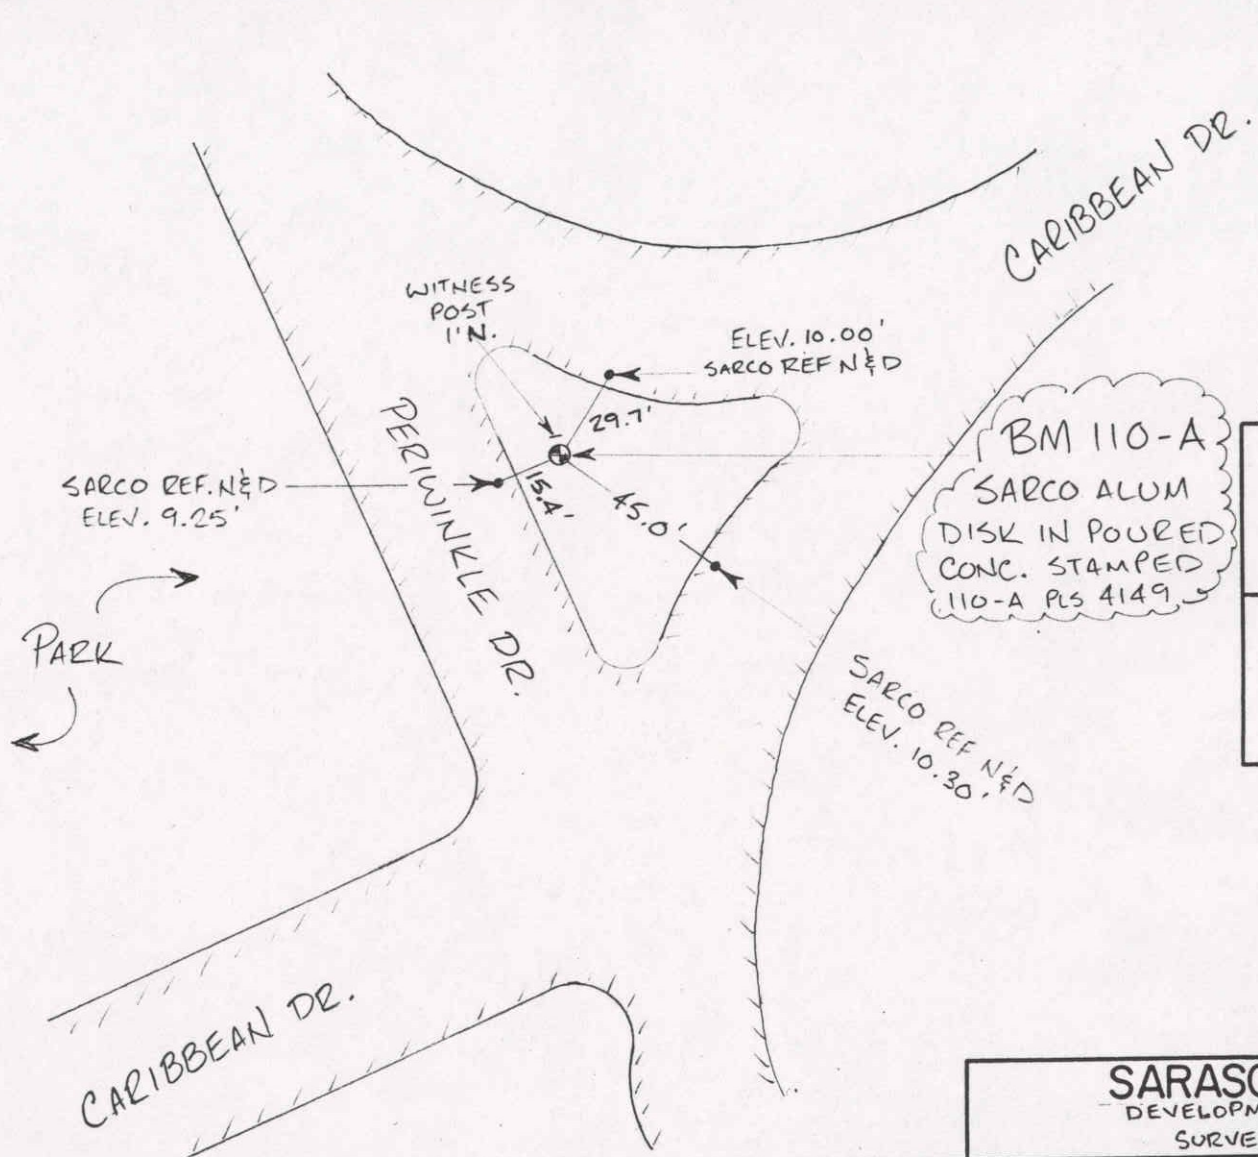 CARIBBEAN DR.
WITNESS
POST
1'N.
ELEV. 10.00'
SARCO REF N&D
29.7'
PERIWINKLE DR.
BM 110-A
SARCO ALUM
DISK IN POURED
CONC. STAMPED
110-A PLS 4149
SARCO REF. N&D
ELEV. 9.25'
15.4'
45.0'
PARK
SARCO REF N&D
ELEV. 10.30'
CARIBBEAN DR.
SARASO
DEVELOPM
SURVE